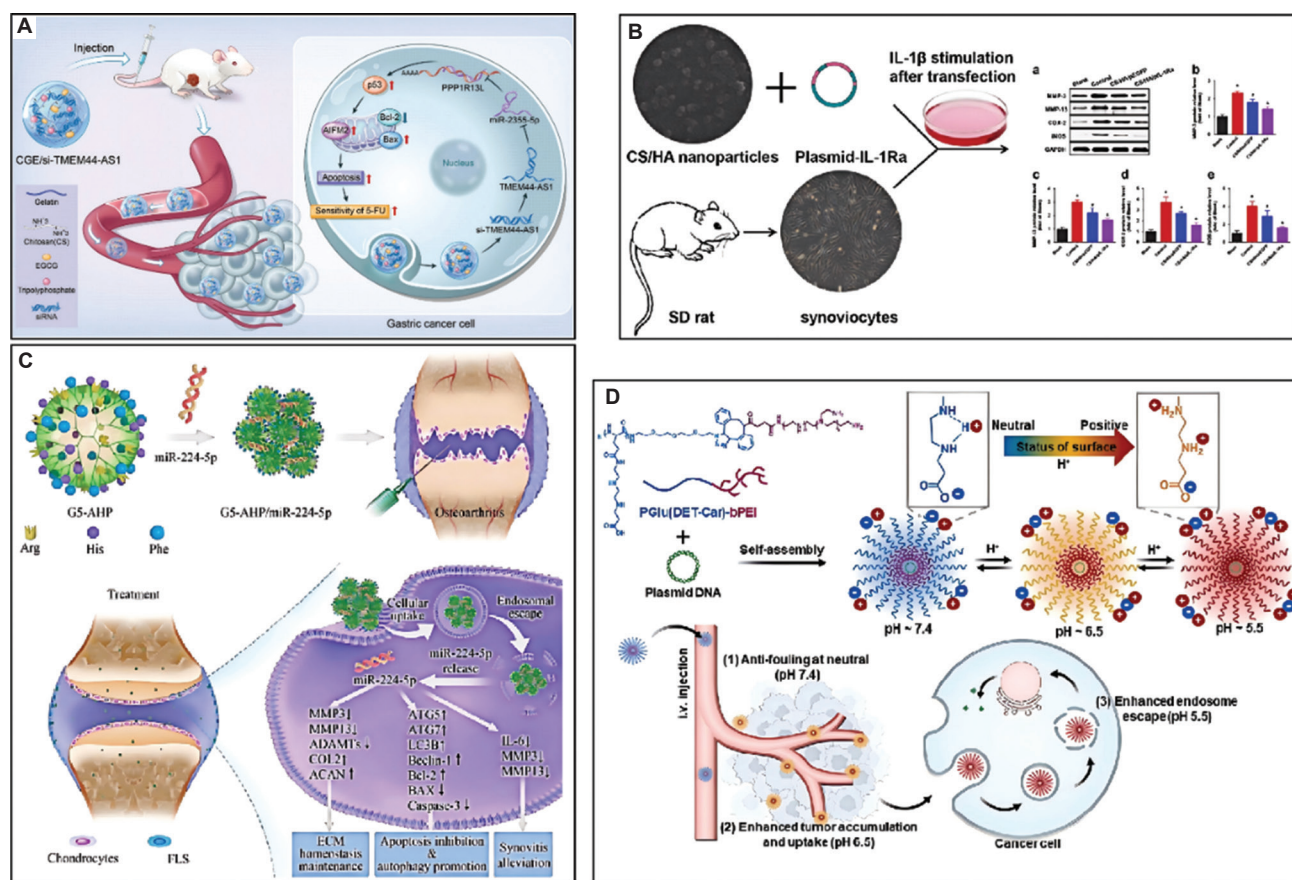 A
Injection
CGE/si-TMEM44-AS1
Gelatin
Chitosan(CS)
EGCG
Tripolyphosphate
siRNA
AAAA
p53
PPP1R13L
Bcl-2
AIFM2
Bax
miR-2355-5p
Nucleus
Apoptosis
TMEM44-AS1
Sensitivity of 5-FU
si-TMEM44-AS1
Gastric cancer cell
B
IL-1β stimulation
after transfection
CS/HA nanoparticles
Plasmid-IL-1Ra
SD rat
synoviocytes
a
Blank
Control
MMP-3
MMP-13
COX-2
iNOS
GAPDH
b
c
d
e
C
miR-224-5p
G5-AHP
G5-AHP/miR-224-5p
Osteoarthritis
Arg
His
Phe
Treatment
Cellular
uptake
Endosomal
escape
miR-224-5p
release
miR-224-5p
MMP3↓
MMP13↓
ADAMTs↓
COL2↑
ACAN↑
ATG5↑
ATG7↑
LC3B↑
Beclin-1↑
Bcl-2↑
BAX↓
Caspase-3↓
IL-6↓
MMP3↓
MMP13↓
ECM
homenstasis
maintenance
Apoptosis inhibition
&
autophagy promotion
Synovitis
alleviation
Chondrocytes
FLS
D
PGlu(DET-Car)-bPEI
+
Plasmid DNA
Self-assembly
Neutral
Positive
Status of surface
H⁺
H⁺
H⁺
pH ~ 7.4
pH ~ 6.5
pH ~ 5.5
i.v. injection
(1) Anti-fouling at neutral
(pH 7.4)
(2) Enhanced tumor accumulation
and uptake (pH 6.5)
(3) Enhanced endosome
escape (pH 5.5)
Cancer cell